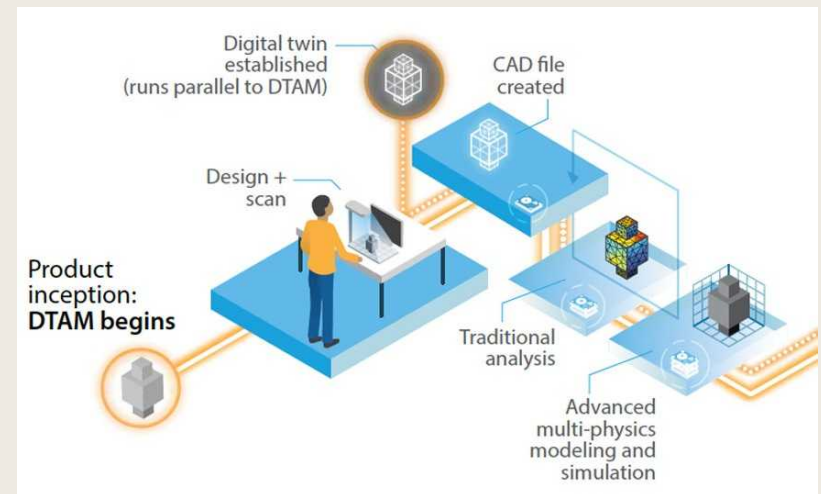 Digital twin
established
(runs parallel to DTAM)
CAD file
created
Design +
scan
Product
inception:
DTAM begins
Traditional
analysis
Advanced
multi-physics
modeling and
simulation